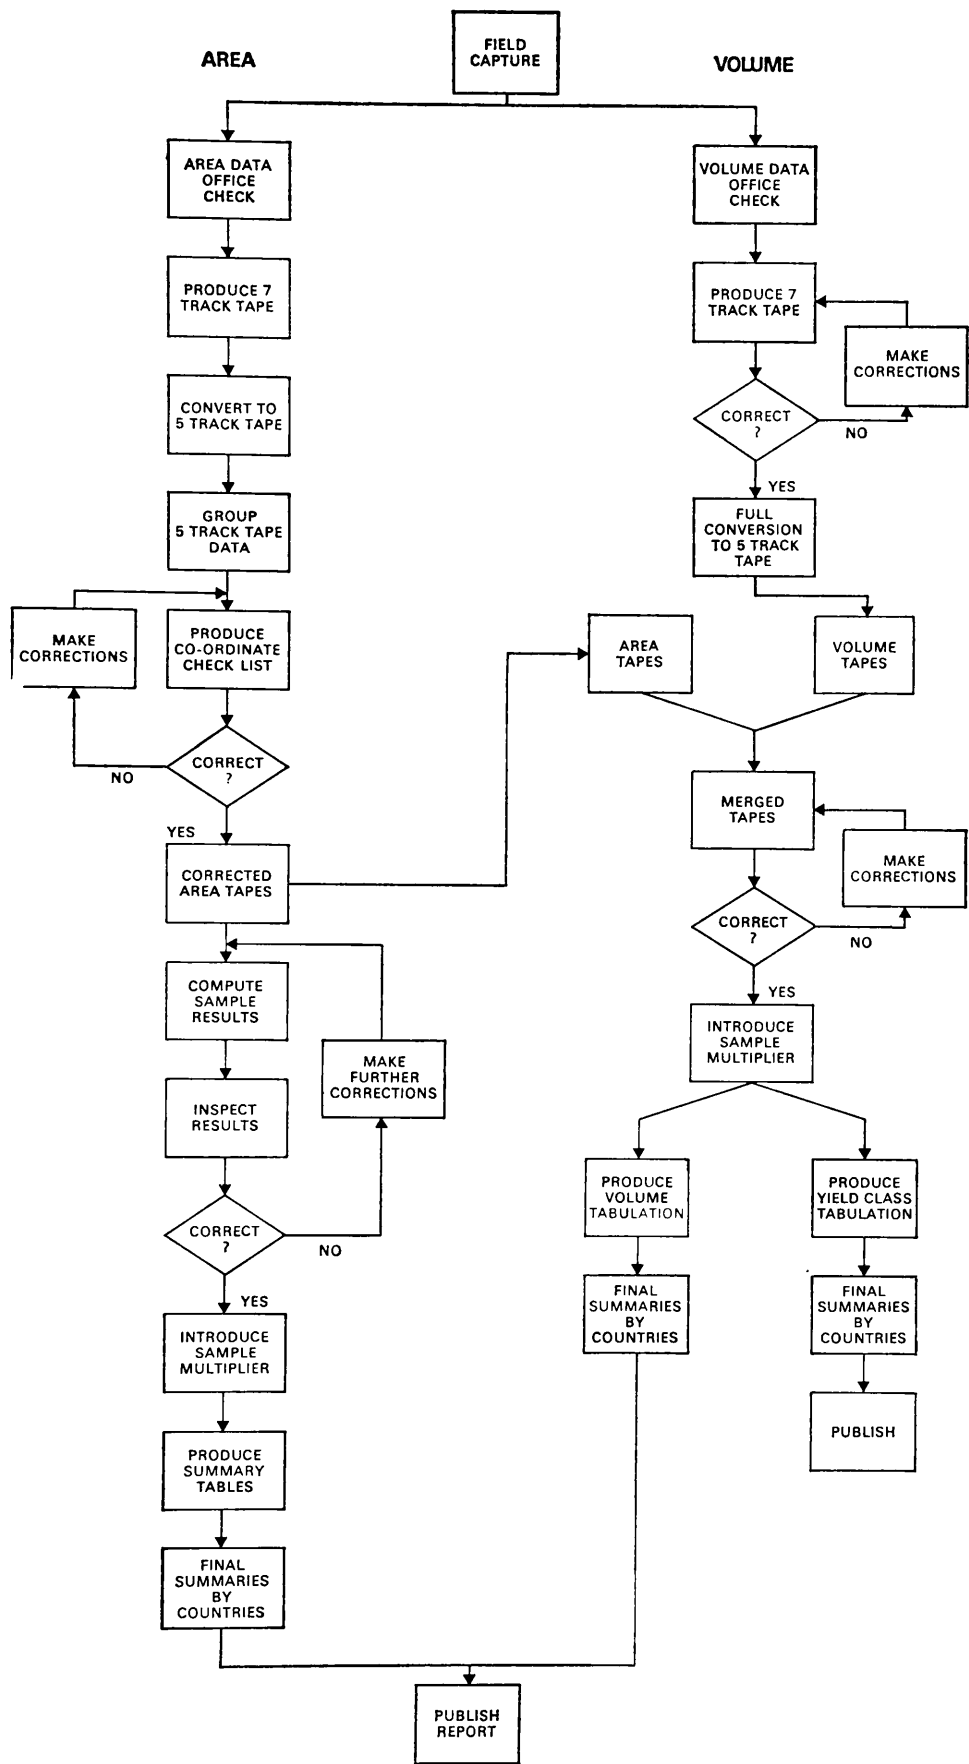 FIELD
CAPTURE
AREA
VOLUME
AREA DATA
OFFICE
CHECK
PRODUCE 7
TRACK TAPE
CONVERT TO
5 TRACK TAPE
GROUP
5 TRACK TAPE
DATA
MAKE
CORRECTIONS
PRODUCE
CO-ORDINATE
CHECK LIST
CORRECT
?
NO
YES
CORRECTED
AREA TAPES
COMPUTE
SAMPLE
RESULTS
INSPECT
RESULTS
MAKE
FURTHER
CORRECTIONS
CORRECT
?
NO
YES
INTRODUCE
SAMPLE
MULTIPLIER
PRODUCE
SUMMARY
TABLES
FINAL
SUMMARIES
BY
COUNTRIES
VOLUME DATA
OFFICE
CHECK
PRODUCE 7
TRACK TAPE
MAKE
CORRECTIONS
CORRECT
?
NO
YES
FULL
CONVERSION
TO 5 TRACK
TAPE
AREA
TAPES
VOLUME
TAPES
MERGED
TAPES
MAKE
CORRECTIONS
CORRECT
?
NO
YES
INTRODUCE
SAMPLE
MULTIPLIER
PRODUCE
VOLUME
TABULATION
FINAL
SUMMARIES
BY
COUNTRIES
PRODUCE
YIELD CLASS
TABULATION
FINAL
SUMMARIES
BY
COUNTRIES
PUBLISH
PUBLISH
REPORT